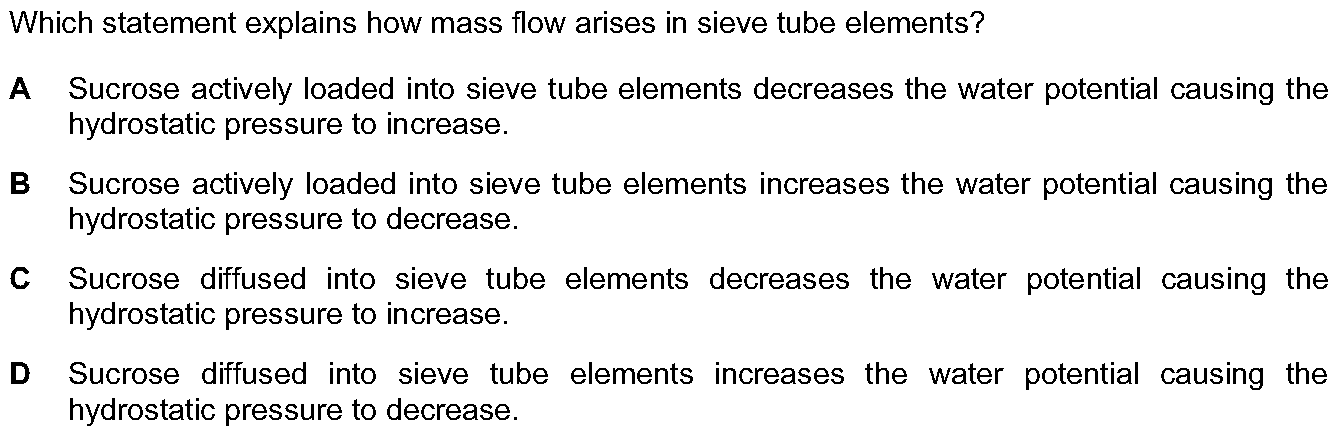 Which statement explains how mass flow arises in sieve tube elements?
A Sucrose actively loaded into sieve tube elements decreases the water potential causing the
hydrostatic pressure to increase.
B Sucrose actively loaded into sieve tube elements increases the water potential causing the
hydrostatic pressure to decrease.
C Sucrose diffused into sieve tube elements decreases the water potential causing the
hydrostatic pressure to increase.
D Sucrose diffused into sieve tube elements increases the water potential causing the
hydrostatic pressure to decrease.